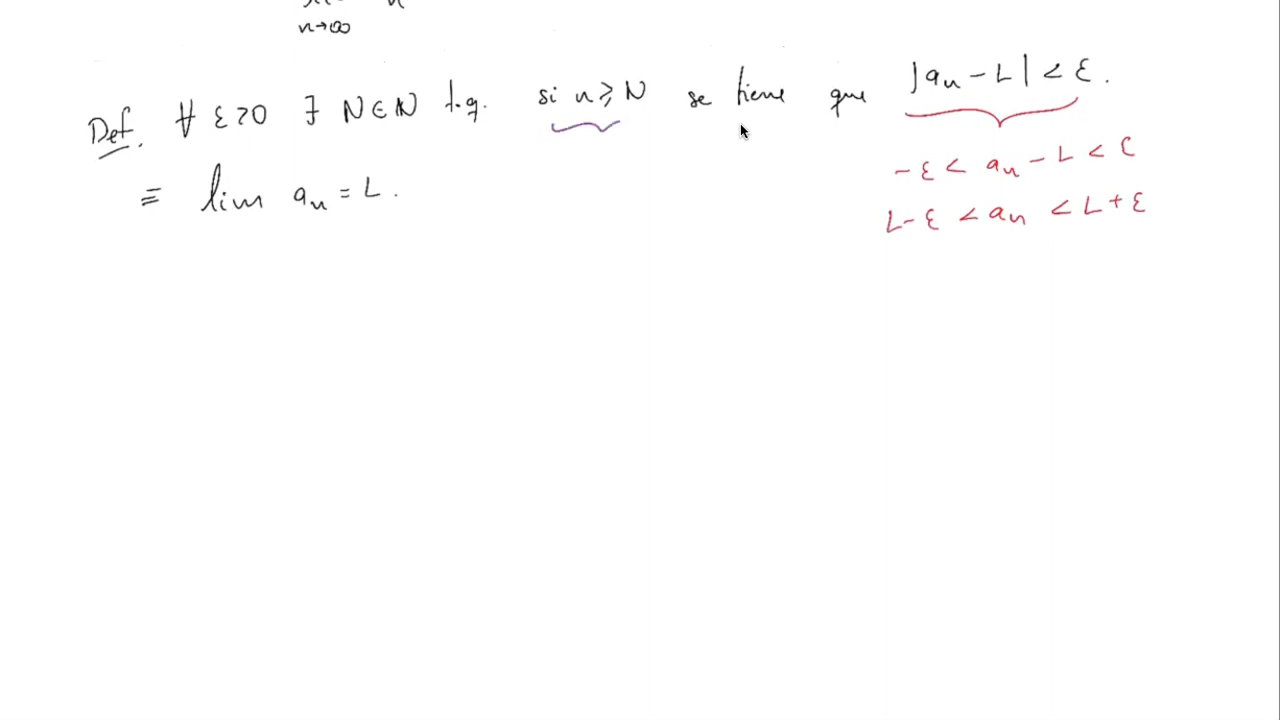 n→∞
Def. ∀ ε>0 ∃ N∈ℕ t.q. si n≥N se tiene que |aₙ - L| < ε.
-ε < aₙ - L < ε
≡ lim aₙ = L.
L-ε < aₙ < L+ε